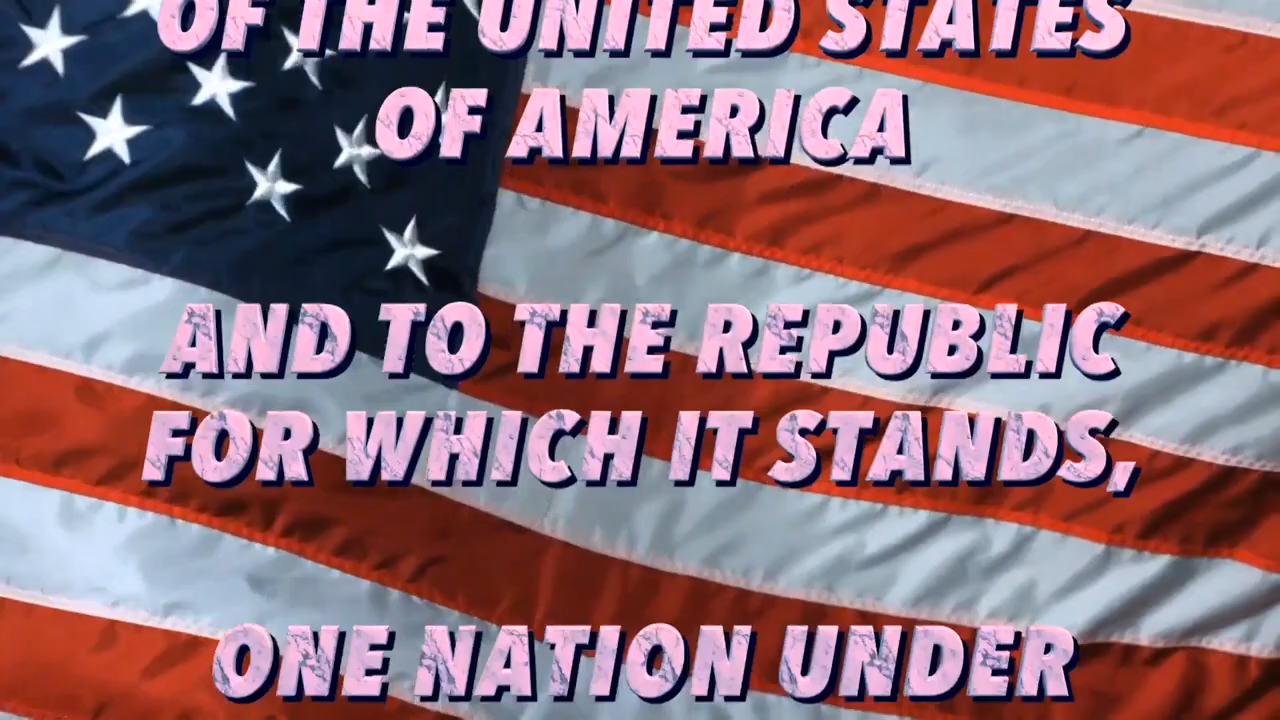 OF THE UNITED STATES
OF AMERICA
AND TO THE REPUBLIC
FOR WHICH IT STANDS,
ONE NATION UNDER